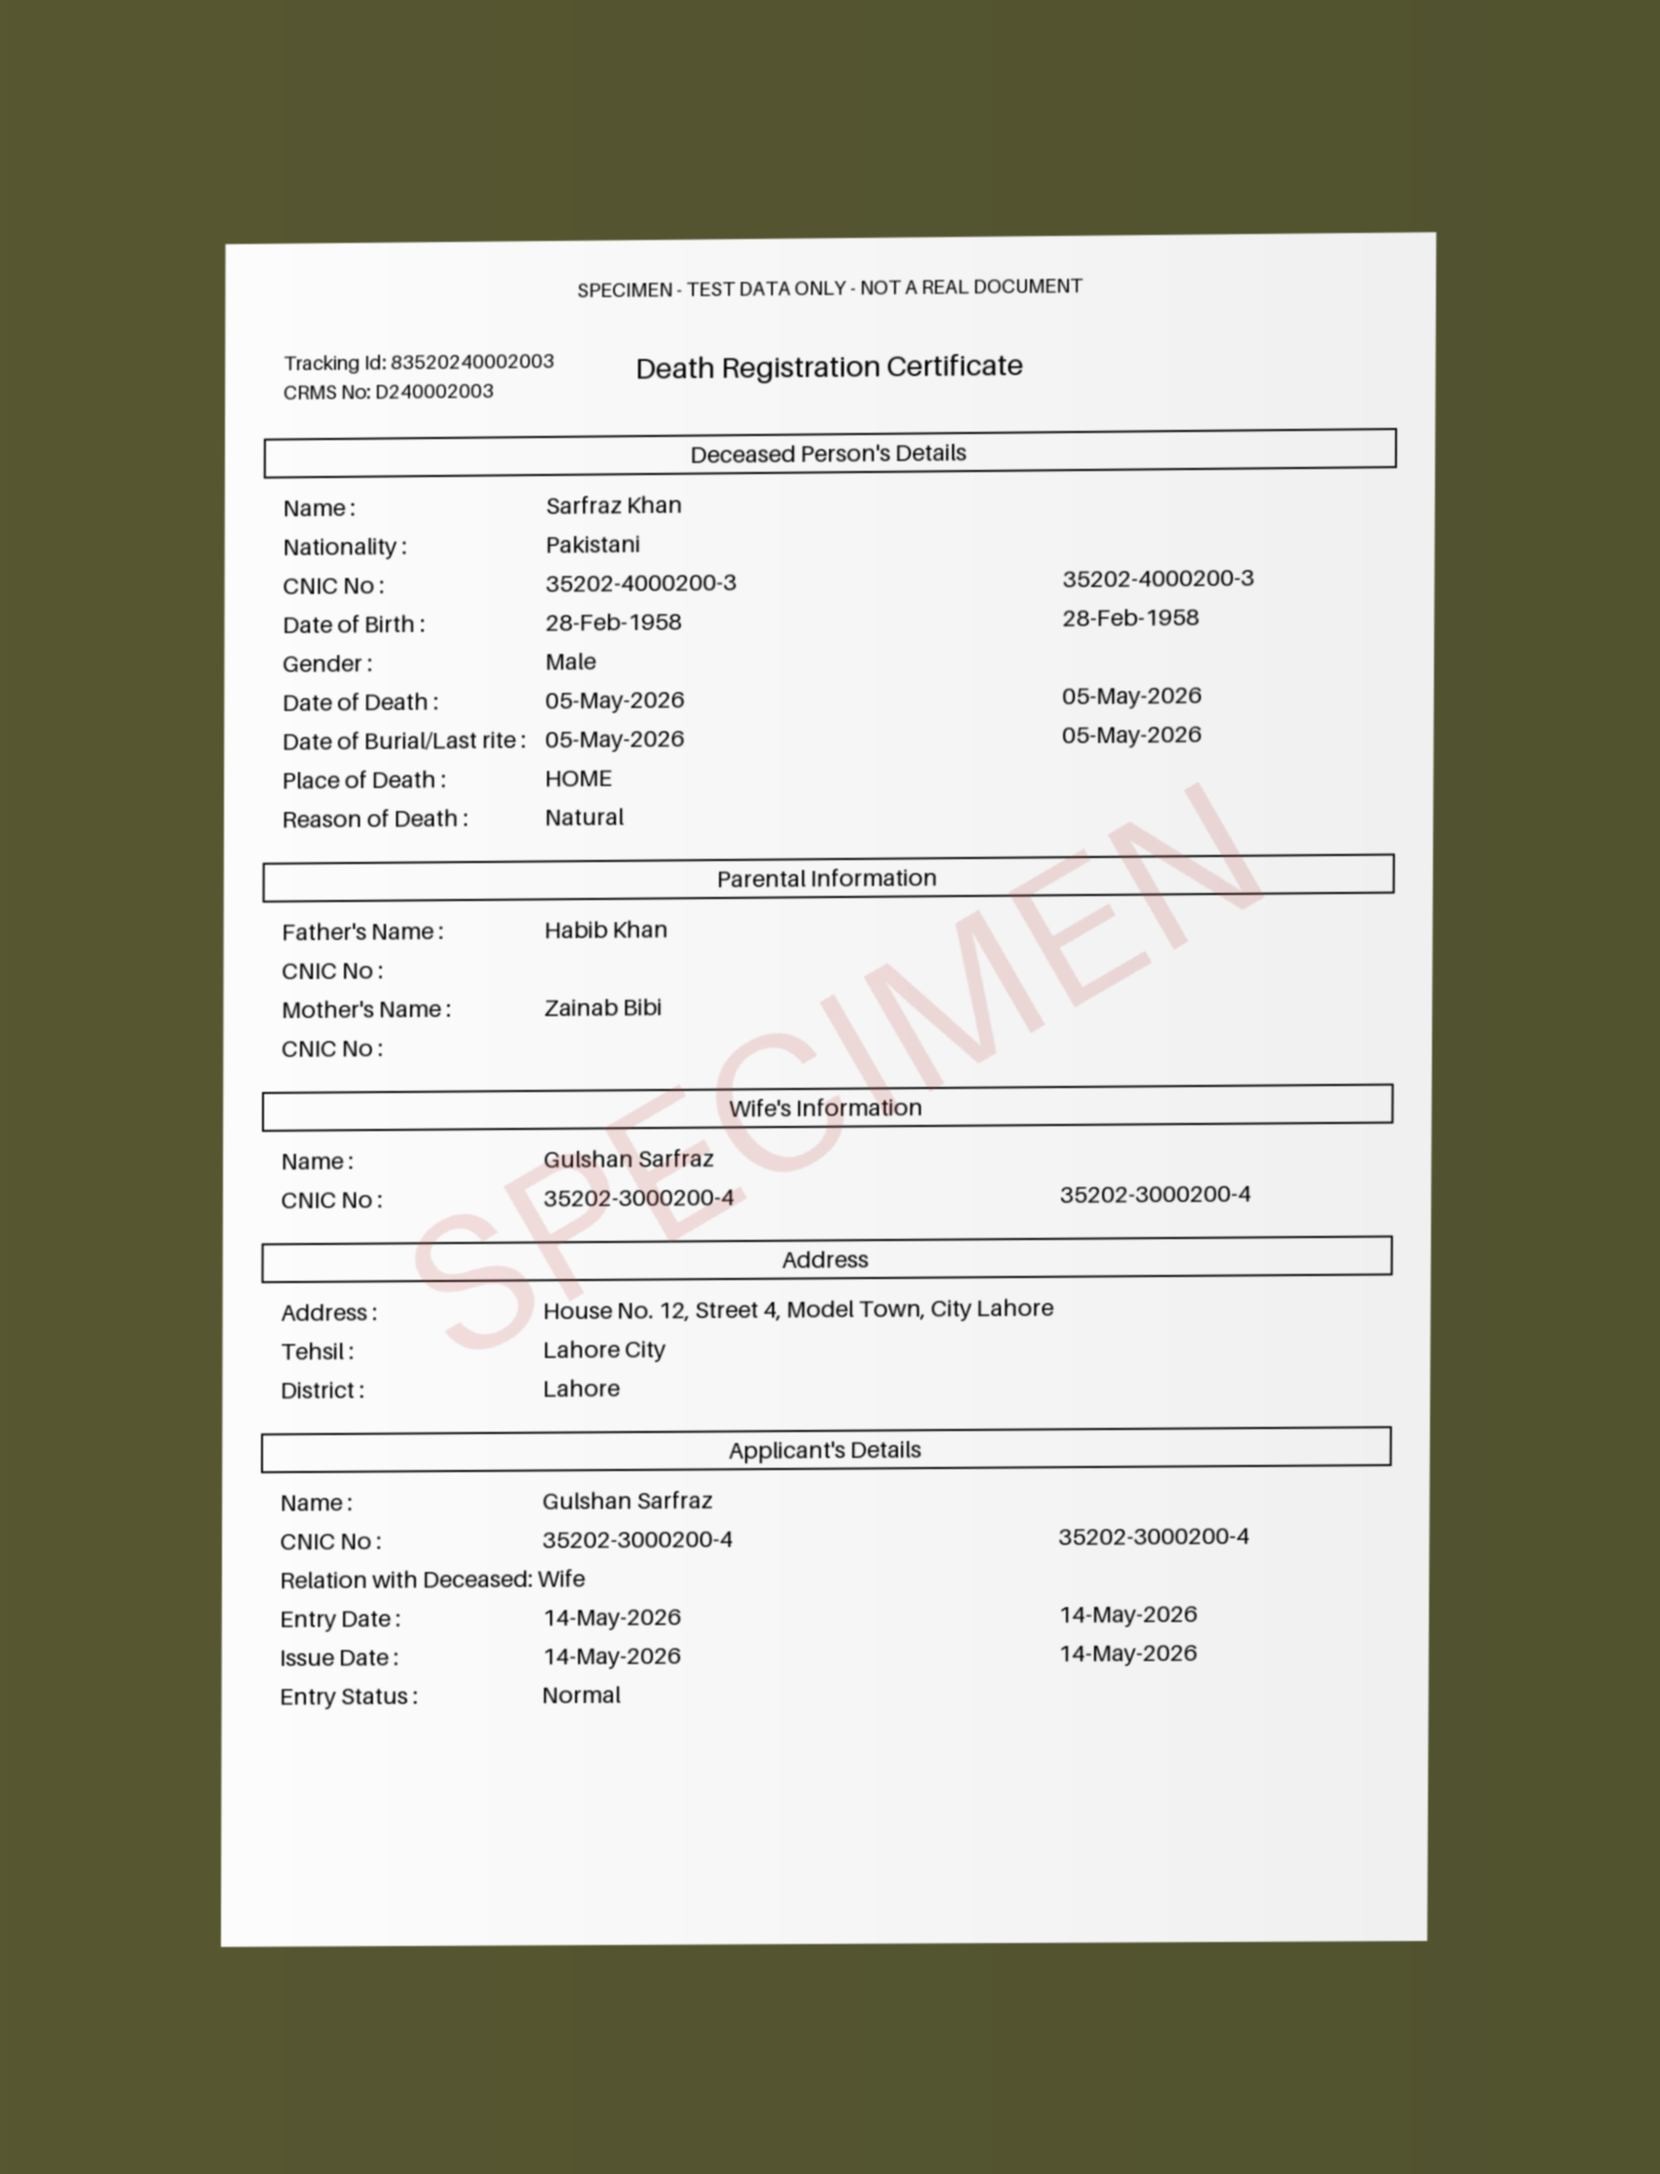 SPECIMEN - TEST DATA ONLY - NOT A REAL DOCUMENT
Tracking Id: 83520240002003
CRMS No: D240002003
Death Registration Certificate
Deceased Person's Details
Name : Sarfraz Khan
Nationality : Pakistani
CNIC No : 35202-4000200-3 35202-4000200-3
Date of Birth : 28-Feb-1958 28-Feb-1958
Gender : Male
Date of Death : 05-May-2026 05-May-2026
Date of Burial/Last rite : 05-May-2026 05-May-2026
Place of Death : HOME
Reason of Death : Natural
Parental Information
Father's Name : Habib Khan
CNIC No :
Mother's Name : Zainab Bibi
CNIC No :
Wife's Information
Name : Gulshan Sarfraz
CNIC No : 35202-3000200-4 35202-3000200-4
Address
Address : House No. 12, Street 4, Model Town, City Lahore
Tehsil : Lahore City
District : Lahore
Applicant's Details
Name : Gulshan Sarfraz
CNIC No : 35202-3000200-4 35202-3000200-4
Relation with Deceased: Wife
Entry Date : 14-May-2026 14-May-2026
Issue Date : 14-May-2026 14-May-2026
Entry Status : Normal
SPECIMEN